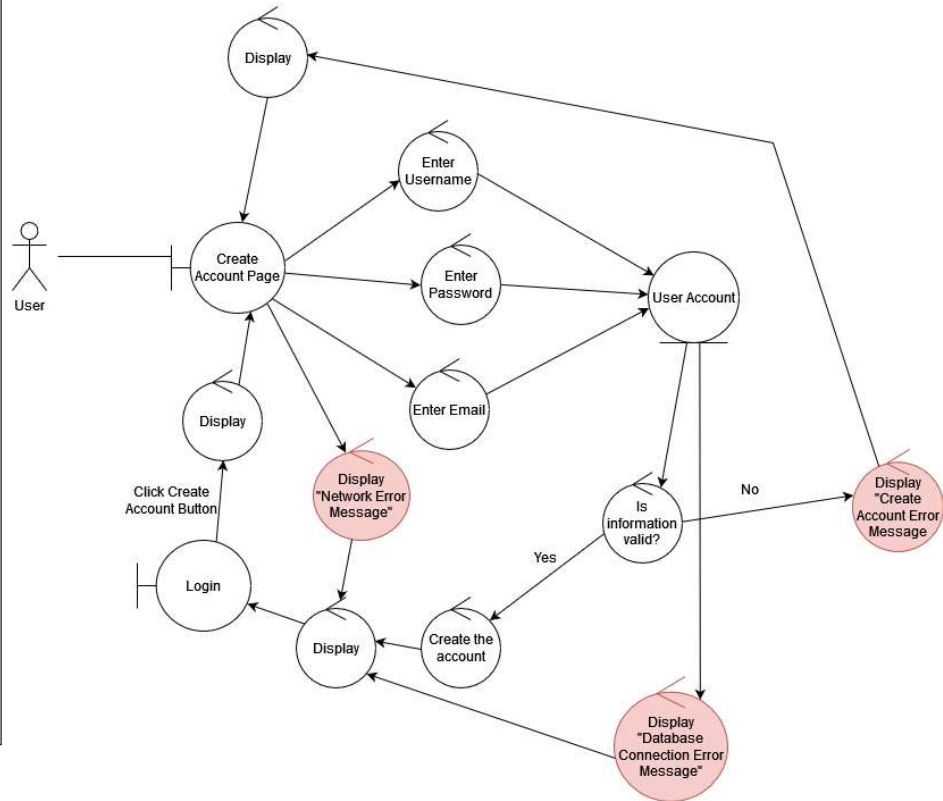 Display
Enter
Username
Create
Account Page
User
Enter
Password
User Account
Enter Email
Display
Click Create
Account Button
Display
"Network Error
Message"
Is
information
valid?
No
Display
"Create
Account Error
Message
Yes
Login
Display
Create the
account
Display
"Database
Connection Error
Message"